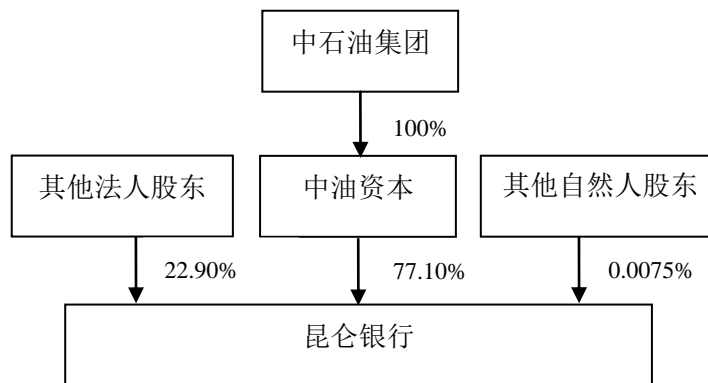 中石油集团
100%
其他法人股东
中油资本
其他自然人股东
22.90%
77.10%
0.0075%
昆仑银行